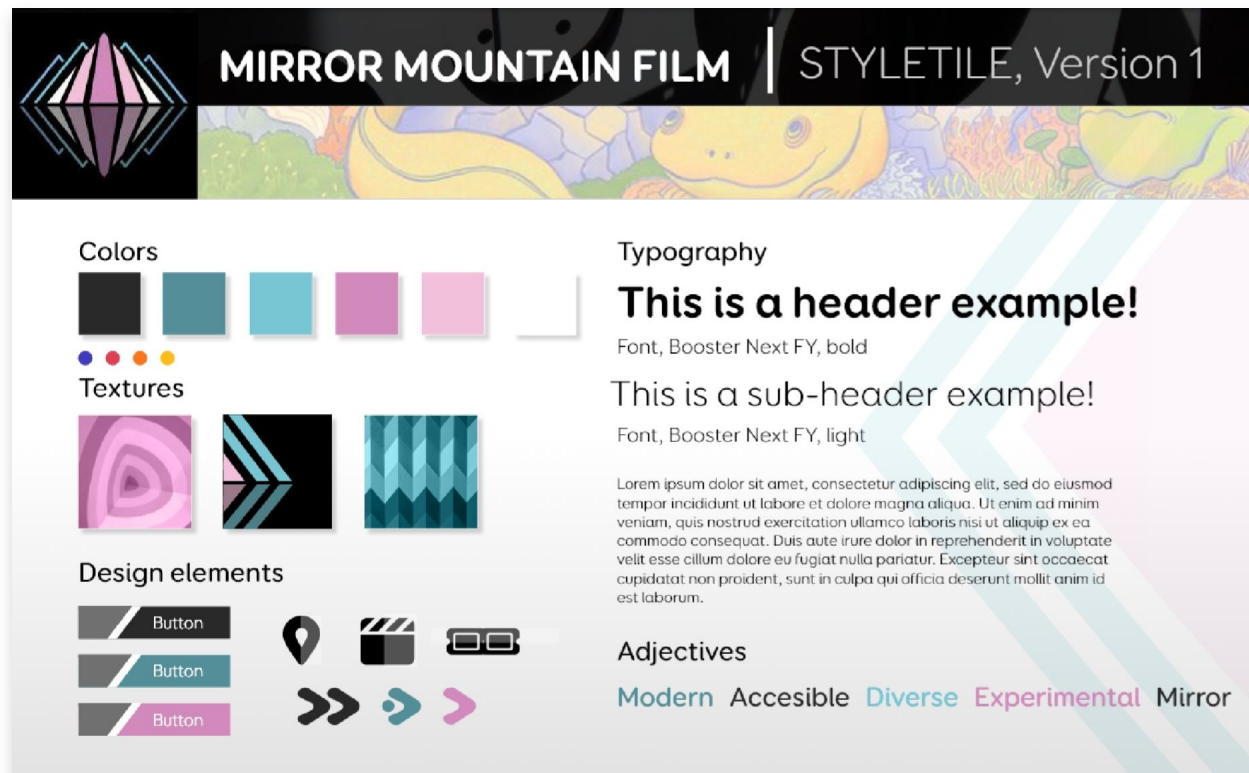 MIRROR MOUNTAIN FILM | STYLETILE, Version 1
Colors
Textures
Design elements
Button
Button
Button
Typography
This is a header example!
Font, Booster Next FY, bold
This is a sub-header example!
Font, Booster Next FY, light
Lorem ipsum dolor sit amet, consectetur adipiscing elit, sed do eiusmod
tempor incididunt ut labore et dolore magna aliqua. Ut enim ad minim
veniam, quis nostrud exercitation ullamco laboris nisi ut aliquip ex ea
commodo consequat. Duis aute irure dolor in reprehenderit in voluptate
velit esse cillum dolore eu fugiat nulla pariatur. Excepteur sint occaecat
cupidatat non proident, sunt in culpa qui officia deserunt mollit anim id
est laborum.
Adjectives
Modern Accesible Diverse Experimental Mirror